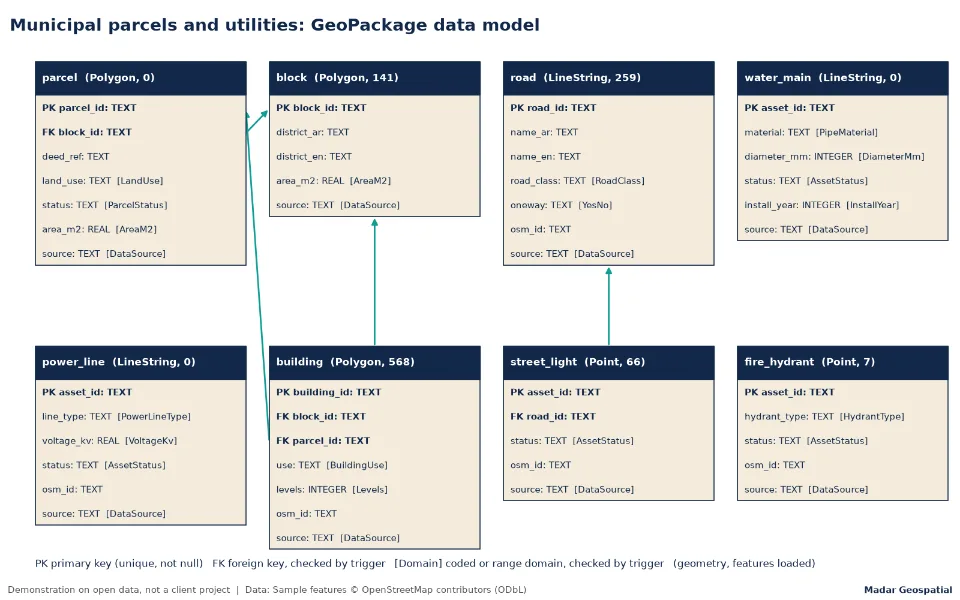 Municipal parcels and utilities: GeoPackage data model
parcel (Polygon, 0)
PK parcel_id: TEXT
FK block_id: TEXT
deed_ref: TEXT
land_use: TEXT [LandUse]
status: TEXT [ParcelStatus]
area_m2: REAL [AreaM2]
source: TEXT [DataSource]
block (Polygon, 141)
PK block_id: TEXT
district_ar: TEXT
district_en: TEXT
area_m2: REAL [AreaM2]
source: TEXT [DataSource]
road (LineString, 259)
PK road_id: TEXT
name_ar: TEXT
name_en: TEXT
road_class: TEXT [RoadClass]
oneway: TEXT [YesNo]
osm_id: TEXT
source: TEXT [DataSource]
water_main (LineString, 0)
PK asset_id: TEXT
material: TEXT [PipeMaterial]
diameter_mm: INTEGER [DiameterMm]
status: TEXT [AssetStatus]
install_year: INTEGER [InstallYear]
source: TEXT [DataSource]
power_line (LineString, 0)
PK asset_id: TEXT
line_type: TEXT [PowerLineType]
voltage_kv: REAL [VoltageKv]
status: TEXT [AssetStatus]
osm_id: TEXT
source: TEXT [DataSource]
building (Polygon, 568)
PK building_id: TEXT
FK block_id: TEXT
FK parcel_id: TEXT
use: TEXT [BuildingUse]
levels: INTEGER [Levels]
osm_id: TEXT
source: TEXT [DataSource]
street_light (Point, 66)
PK asset_id: TEXT
FK road_id: TEXT
status: TEXT [AssetStatus]
osm_id: TEXT
source: TEXT [DataSource]
fire_hydrant (Point, 7)
PK asset_id: TEXT
hydrant_type: TEXT [HydrantType]
status: TEXT [AssetStatus]
osm_id: TEXT
source: TEXT [DataSource]
PK primary key (unique, not null) FK foreign key, checked by trigger [Domain] coded or range domain, checked by trigger (geometry, features loaded)
Demonstration on open data, not a client project | Data: Sample features © OpenStreetMap contributors (ODbL)
Madar Geospatial